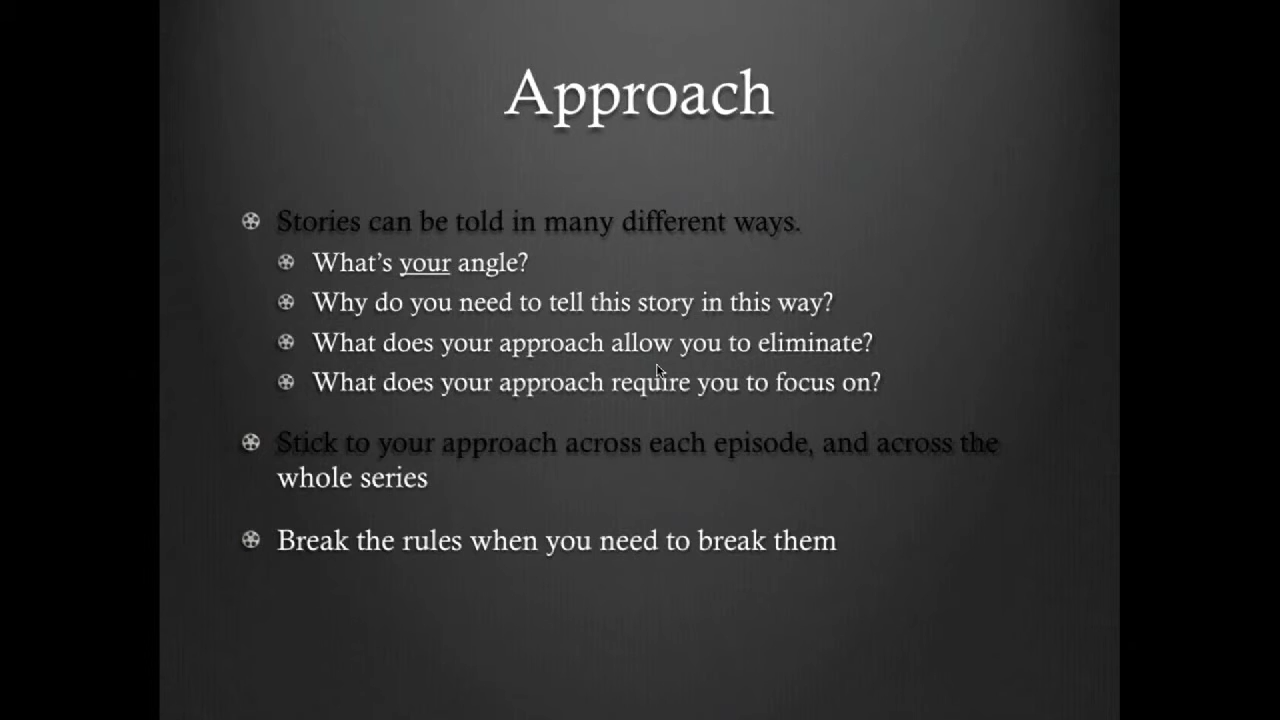 Approach
Stories can be told in many different ways.
What's your angle?
Why do you need to tell this story in this way?
What does your approach allow you to eliminate?
What does your approach require you to focus on?
Stick to your approach across each episode, and across the
whole series
Break the rules when you need to break them